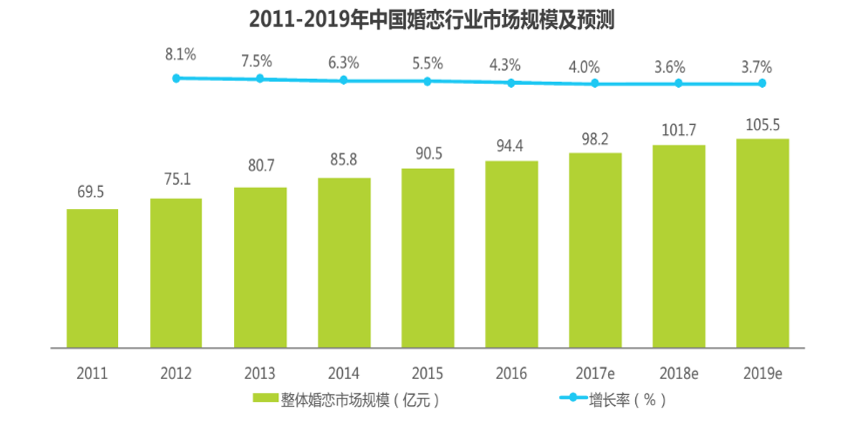 2011-2019年中国婚恋行业市场规模及预测
8.1% 7.5% 6.3% 5.5% 4.3% 4.0% 3.6% 3.7%
69.5 75.1 80.7 85.8 90.5 94.4 98.2 101.7 105.5
2011 2012 2013 2014 2015 2016 2017e 2018e 2019e
整体婚恋市场规模（亿元） 增长率（%）